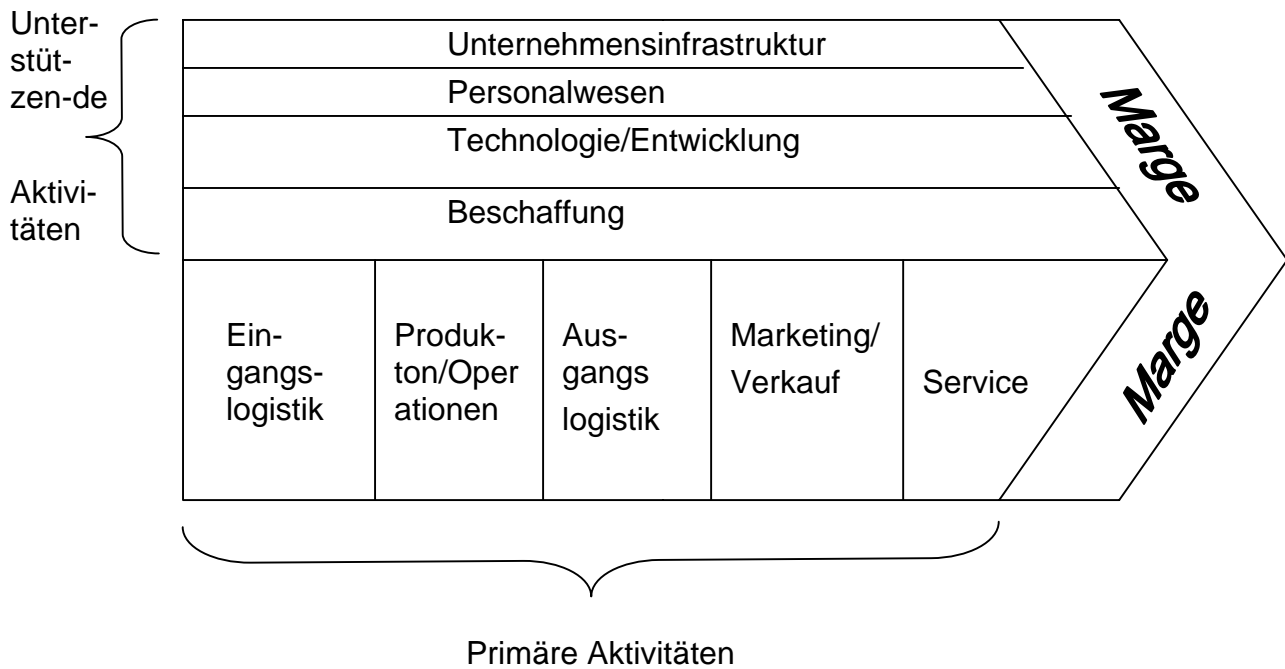 Unter-
stüt-
zen-de
Aktivi-
täten
Unternehmensinfrastruktur
Personalwesen
Technologie/Entwicklung
Beschaffung
Marge
Marge
Ein-
gangs-
logistik
Produk-
ton/Oper
ationen
Aus-
gangs
logistik
Marketing/
Verkauf
Service
Primäre Aktivitäten